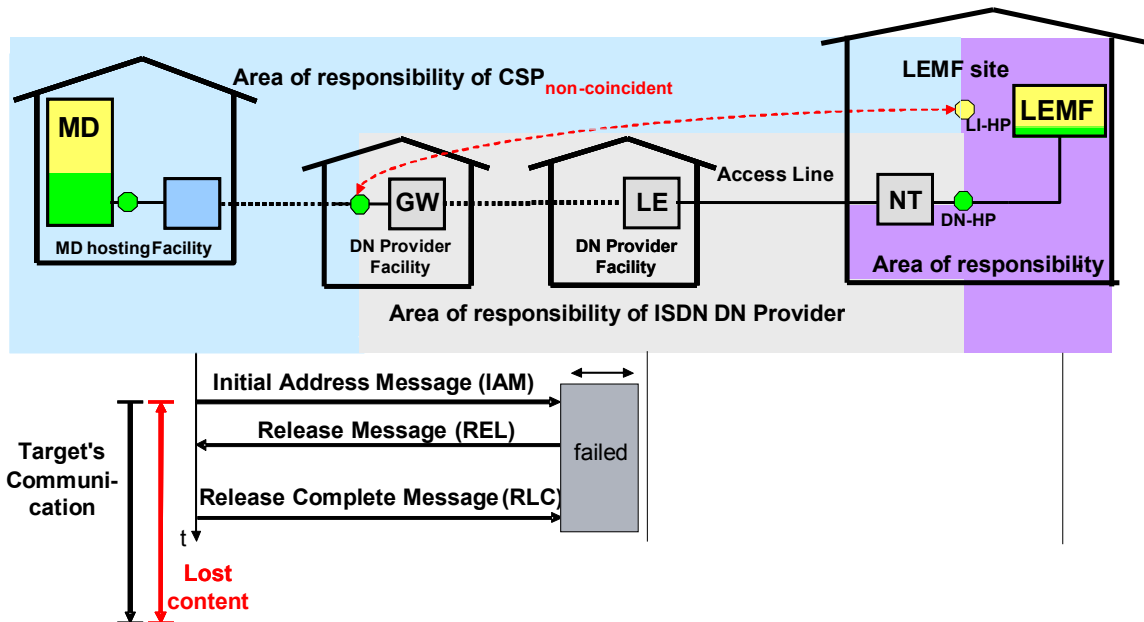 Area of responsibility of CSP non-coincident
LEMF site
MD
LI-HP
LEMF
Access Line
GW
LE
NT
DN-HP
MD hosting Facility
DN Provider
Facility
DN Provider
Facility
Area of responsibility
Area of responsibility of ISDN DN Provider
Initial Address Message (IAM)
Release Message (REL)
failed
Target's
Communi-
cation
Release Complete Message (RLC)
t
Lost
content